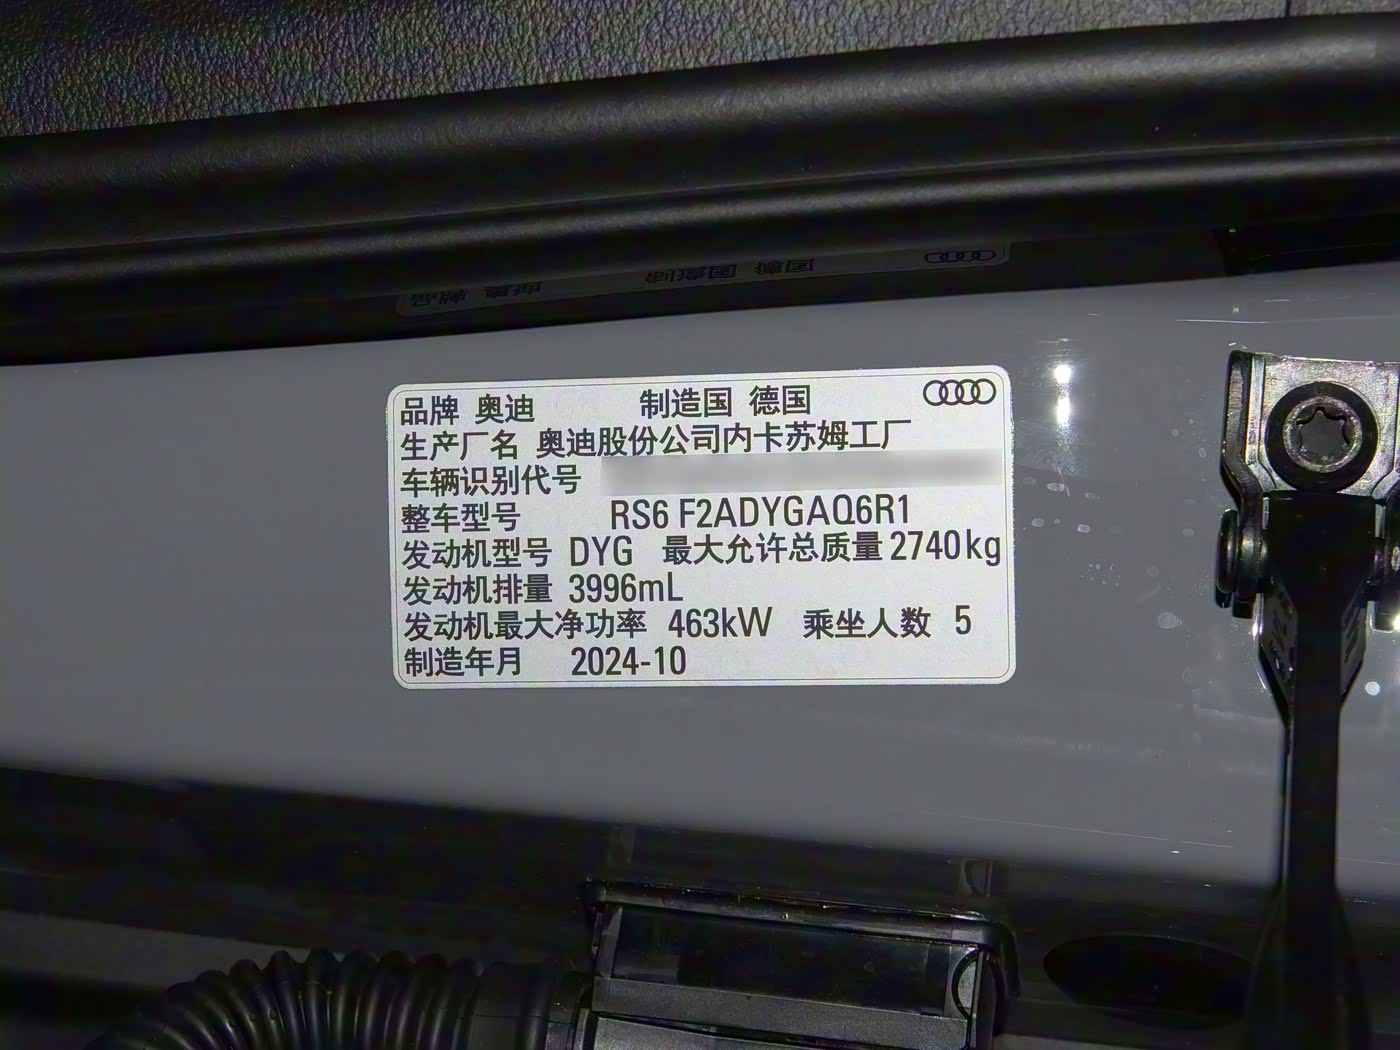 品牌 奥迪 制造国 德国
生产厂名 奥迪股份公司内卡苏姆工厂
车辆识别代号
整车型号 RS6 F2ADYGAQ6R1
发动机型号 DYG 最大允许总质量 2740kg
发动机排量 3996mL
发动机最大净功率 463kW 乘坐人数 5
制造年月 2024-10